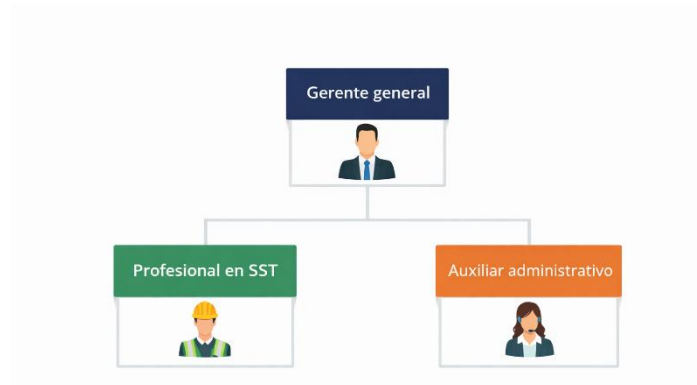 Gerente general
Profesional en SST
Auxiliar administrativo